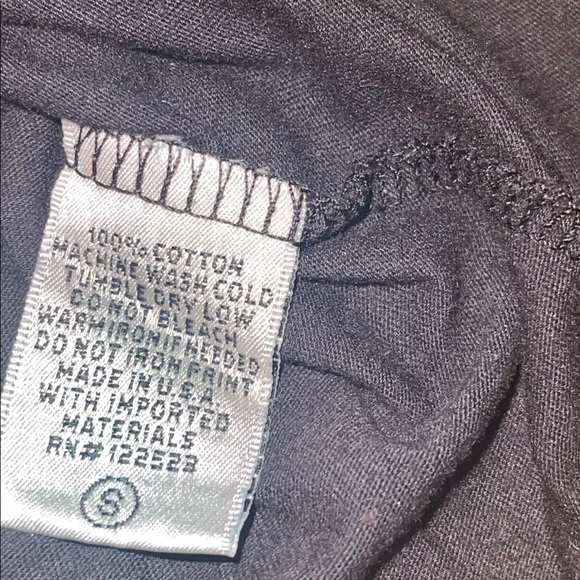 100% COTTON
MACHINE WASH COLD
TUMBLE DRY LOW
DO NOT BLEACH
WARM IRON IF NEEDED
DO NOT IRON PRINT
MADE IN U.S.A
WITH IMPORTED
MATERIALS
RN# 122523
S